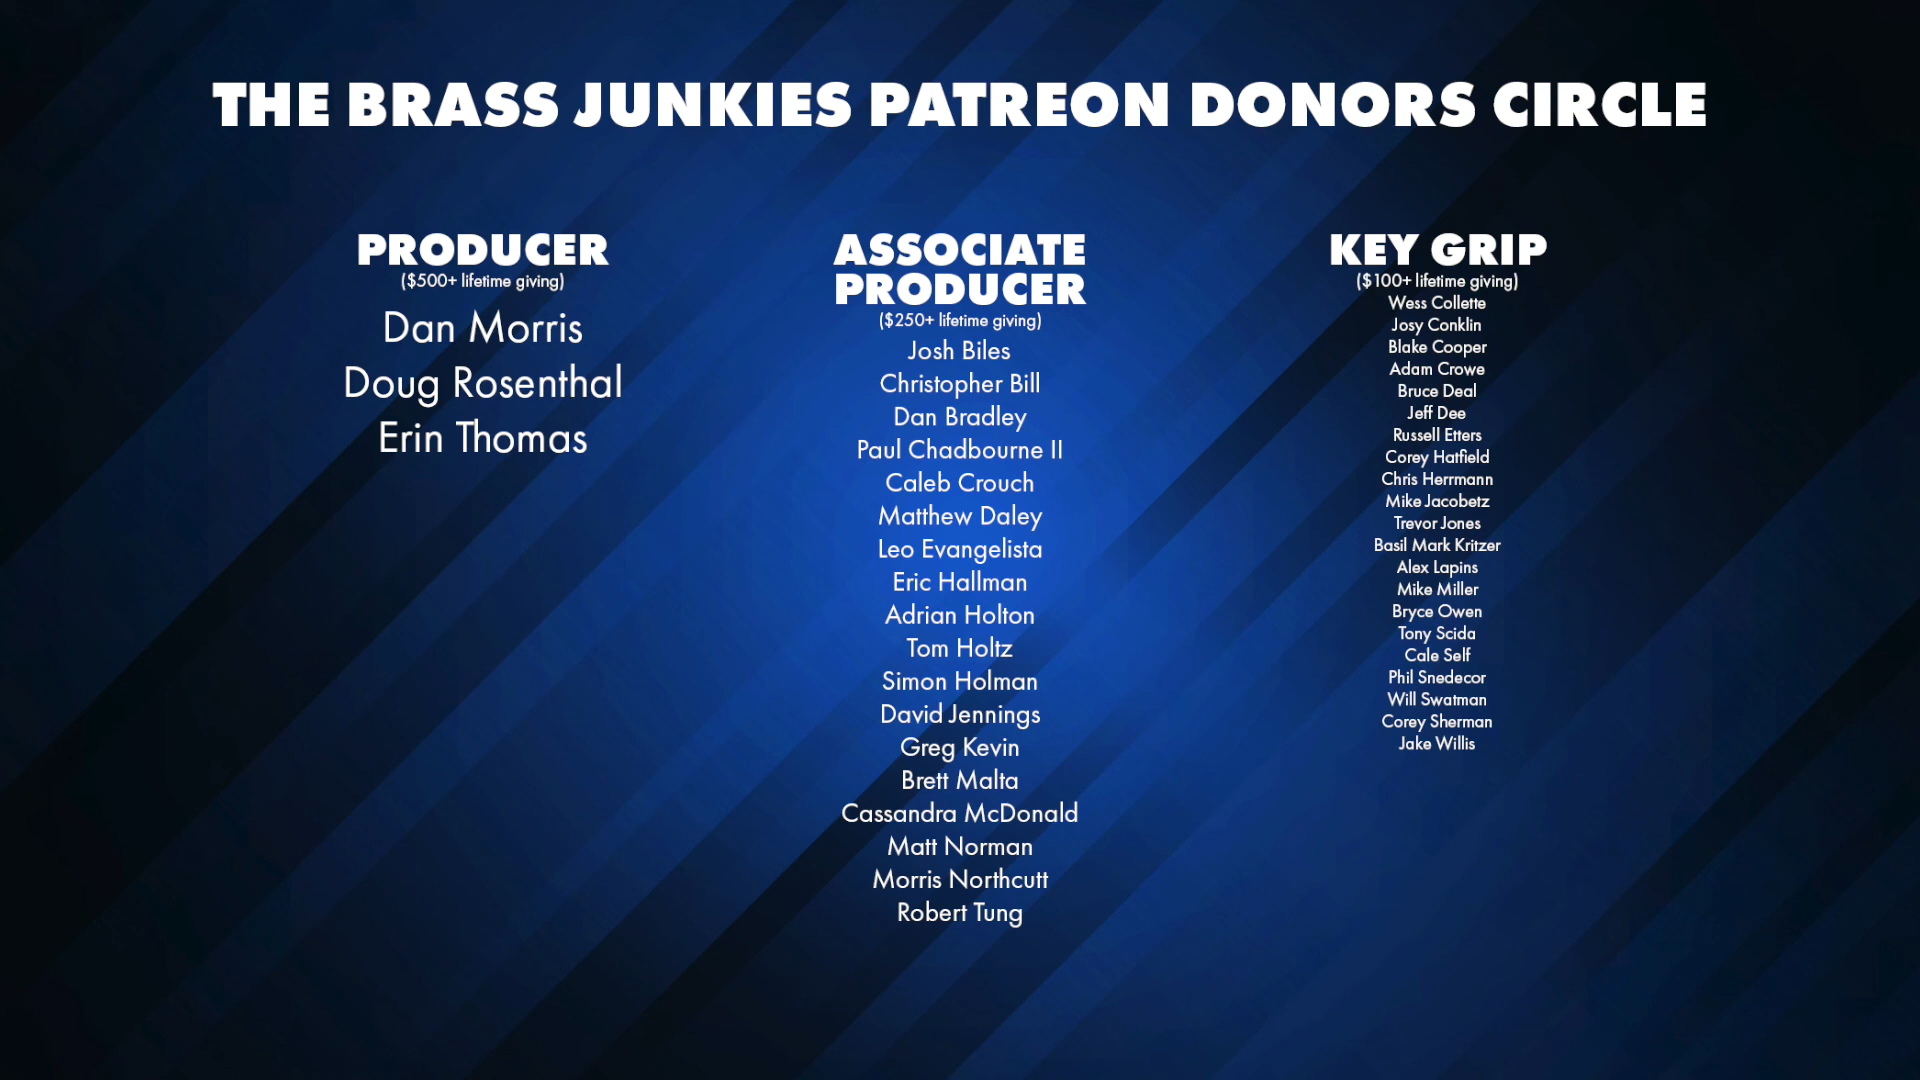 THE BRASS JUNKIES PATREON DONORS CIRCLE
PRODUCER
($500+ lifetime giving)
Dan Morris
Doug Rosenthal
Erin Thomas
ASSOCIATE
PRODUCER
($250+ lifetime giving)
Josh Biles
Christopher Bill
Dan Bradley
Paul Chadbourne II
Caleb Crouch
Matthew Daley
Leo Evangelista
Eric Hallman
Adrian Holton
Tom Holtz
Simon Holman
David Jennings
Greg Kevin
Brett Malta
Cassandra McDonald
Matt Norman
Morris Northcutt
Robert Tung
KEY GRIP
($100+ lifetime giving)
Wess Collette
Josy Conklin
Blake Cooper
Adam Crowe
Bruce Deal
Jeff Dee
Russell Etters
Corey Hatfield
Chris Herrmann
Mike Jacobetz
Trevor Jones
Basil Mark Kritzer
Alex Lapins
Mike Miller
Bryce Owen
Tony Scida
Cale Self
Phil Snedecor
Will Swatman
Corey Sherman
Jake Willis